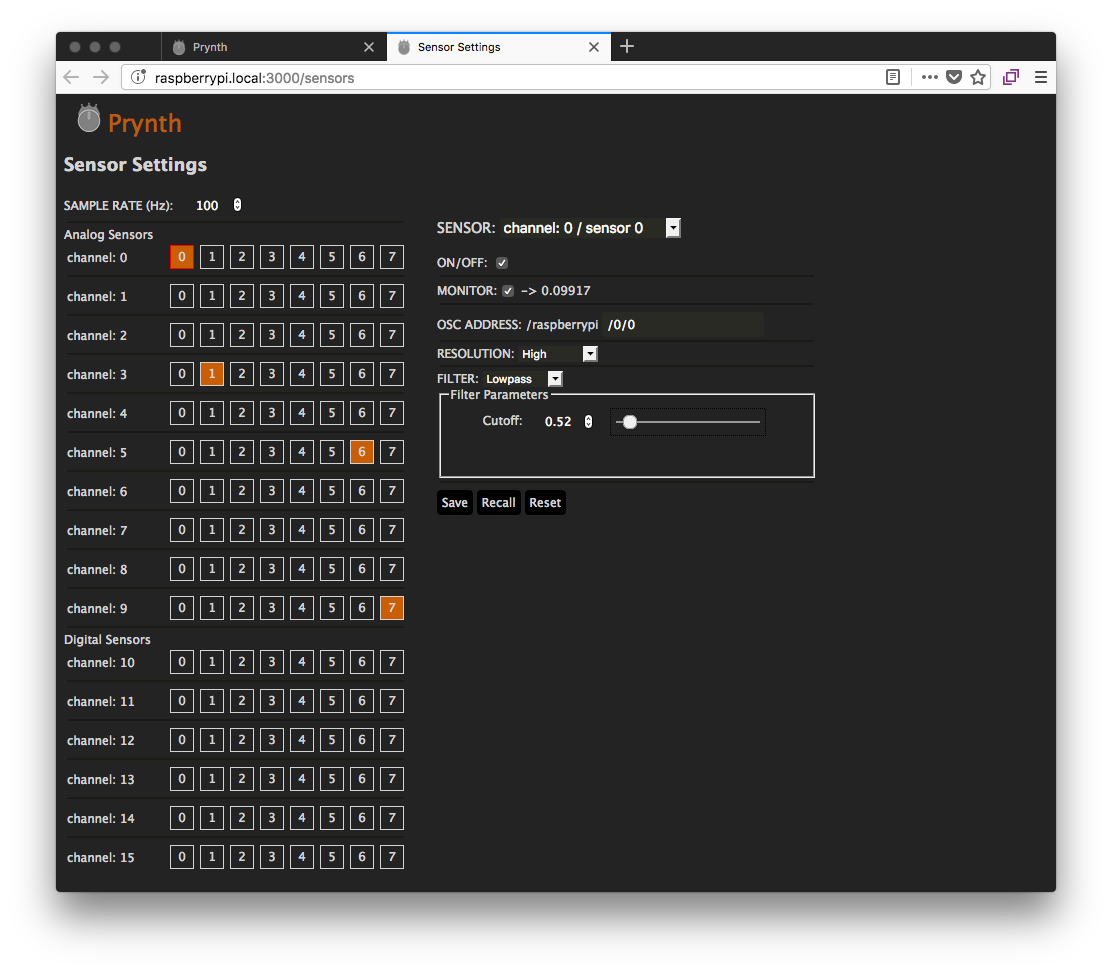 Prynth
Sensor Settings
raspberrypi.local:3000/sensors
Prynth
Sensor Settings
SAMPLE RATE (Hz): 100
Analog Sensors
channel: 0 0 1 2 3 4 5 6 7
channel: 1 0 1 2 3 4 5 6 7
channel: 2 0 1 2 3 4 5 6 7
channel: 3 0 1 2 3 4 5 6 7
channel: 4 0 1 2 3 4 5 6 7
channel: 5 0 1 2 3 4 5 6 7
channel: 6 0 1 2 3 4 5 6 7
channel: 7 0 1 2 3 4 5 6 7
channel: 8 0 1 2 3 4 5 6 7
channel: 9 0 1 2 3 4 5 6 7
Digital Sensors
channel: 10 0 1 2 3 4 5 6 7
channel: 11 0 1 2 3 4 5 6 7
channel: 12 0 1 2 3 4 5 6 7
channel: 13 0 1 2 3 4 5 6 7
channel: 14 0 1 2 3 4 5 6 7
channel: 15 0 1 2 3 4 5 6 7
SENSOR: channel: 0 / sensor 0
ON/OFF:
MONITOR: -> 0.09917
OSC ADDRESS: /raspberrypi /0/0
RESOLUTION: High
FILTER: Lowpass
Filter Parameters
Cutoff: 0.52
Save Recall Reset